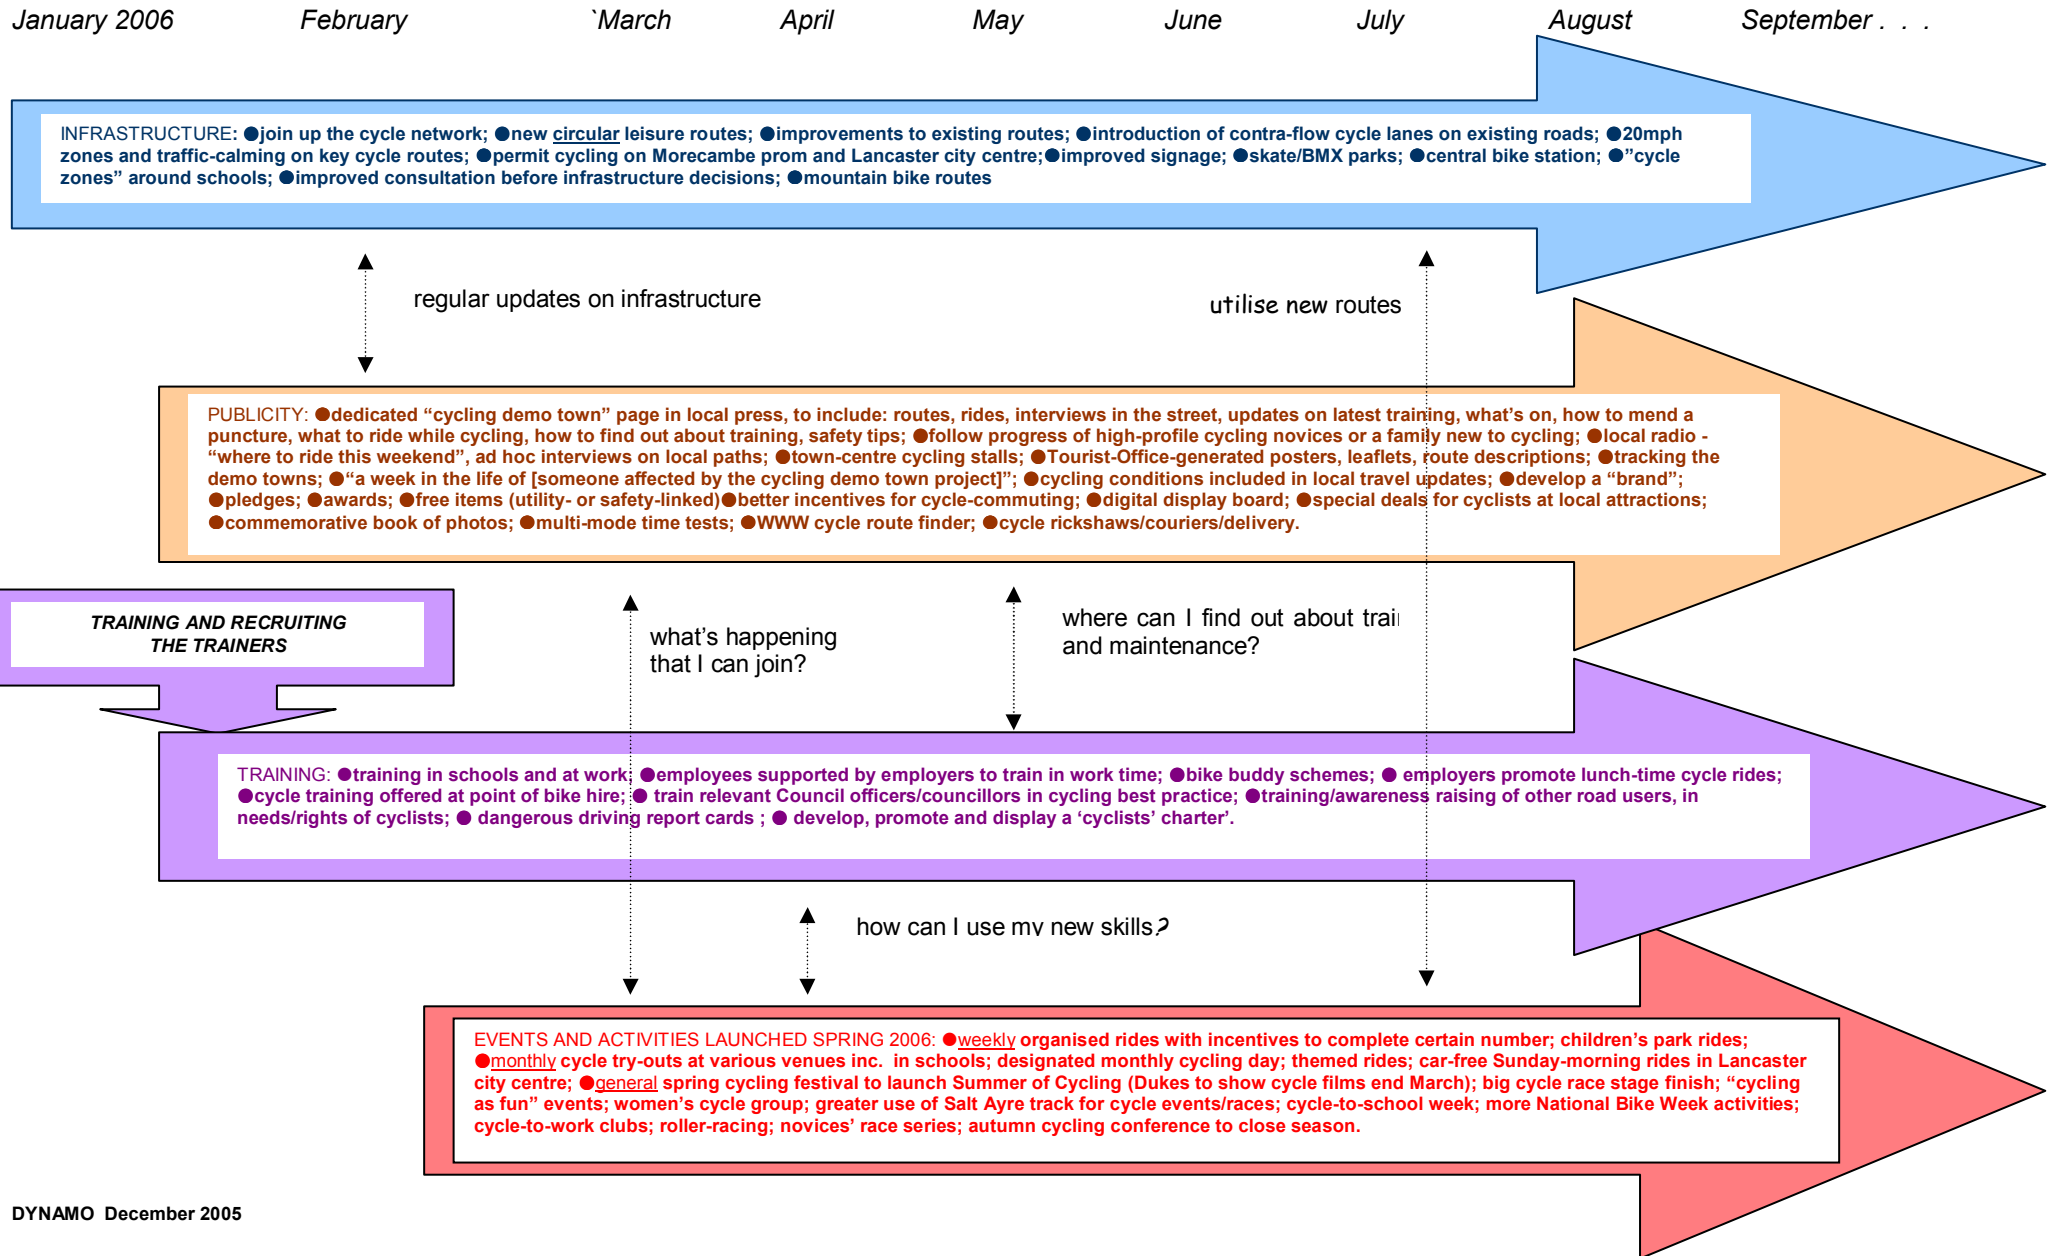 January 2006 February `March April May June July August September . . .
INFRASTRUCTURE: ●join up the cycle network; ●new circular leisure routes; ●improvements to existing routes; ●introduction of contra-flow cycle lanes on existing roads; ●20mph
zones and traffic-calming on key cycle routes; ●permit cycling on Morecambe prom and Lancaster city centre;●improved signage; ●skate/BMX parks; ●central bike station; ●”cycle
zones” around schools; ●improved consultation before infrastructure decisions; ●mountain bike routes
regular updates on infrastructure
utilise new routes
PUBLICITY: ●dedicated “cycling demo town” page in local press, to include: routes, rides, interviews in the street, updates on latest training, what’s on, how to mend a
puncture, what to ride while cycling, how to find out about training, safety tips; ●follow progress of high-profile cycling novices or a family new to cycling; ●local radio -
“where to ride this weekend”, ad hoc interviews on local paths; ●town-centre cycling stalls; ●Tourist-Office-generated posters, leaflets, route descriptions; ●tracking the
demo towns; ●“a week in the life of [someone affected by the cycling demo town project]”; ●cycling conditions included in local travel updates; ●develop a “brand”;
●pledges; ●awards; ●free items (utility- or safety-linked)●better incentives for cycle-commuting; ●digital display board; ●special deals for cyclists at local attractions;
●commemorative book of photos; ●multi-mode time tests; ●WWW cycle route finder; ●cycle rickshaws/couriers/delivery.
TRAINING AND RECRUITING
THE TRAINERS
what’s happening
that I can join?
where can I find out about trai
and maintenance?
TRAINING: ●training in schools and at work; ●employees supported by employers to train in work time; ●bike buddy schemes; ● employers promote lunch-time cycle rides;
●cycle training offered at point of bike hire; ● train relevant Council officers/councillors in cycling best practice; ●training/awareness raising of other road users, in
needs/rights of cyclists; ● dangerous driving report cards ; ● develop, promote and display a ‘cyclists’ charter’.
how can I use my new skills?
EVENTS AND ACTIVITIES LAUNCHED SPRING 2006: ●weekly organised rides with incentives to complete certain number; children’s park rides;
●monthly cycle try-outs at various venues inc. in schools; designated monthly cycling day; themed rides; car-free Sunday-morning rides in Lancaster
city centre; ●general spring cycling festival to launch Summer of Cycling (Dukes to show cycle films end March); big cycle race stage finish; “cycling
as fun” events; women’s cycle group; greater use of Salt Ayre track for cycle events/races; cycle-to-school week; more National Bike Week activities;
cycle-to-work clubs; roller-racing; novices’ race series; autumn cycling conference to close season.
DYNAMO December 2005